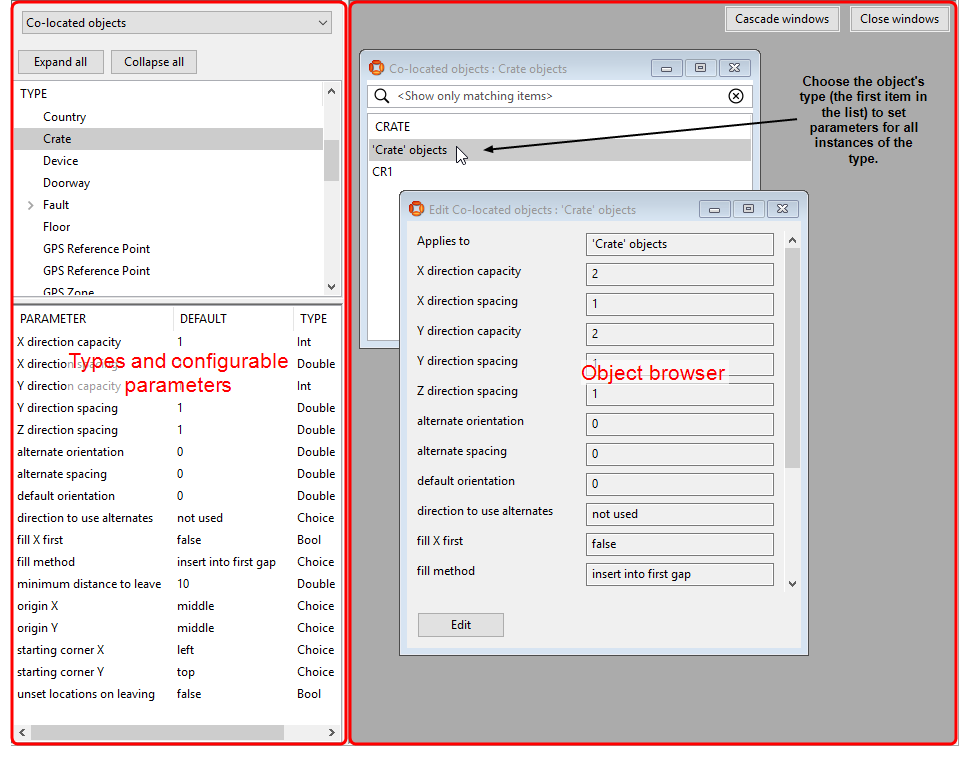 Co-located objects
Expand all
Collapse all
TYPE
Country
Crate
Device
Doorway
Fault
Floor
GPS Reference Point
GPS Reference Point
GPS Zone
PARAMETER DEFAULT TYPE
X direction capacity 1 Int
X direction spacing Double
Y direction capacity Int
Y direction spacing 1 Double
Z direction spacing 1 Double
alternate orientation 0 Double
alternate spacing 0 Double
default orientation 0 Double
direction to use alternates not used Choice
fill X first false Bool
fill method insert into first gap Choice
minimum distance to leave 10 Double
origin X middle Choice
origin Y middle Choice
starting corner X left Choice
starting corner Y top Choice
unset locations on leaving false Bool
Types and configurable
parameters
Cascade windows
Close windows
Co-located objects : Crate objects
<Show only matching items>
CRATE
'Crate' objects
CR1
Choose the object's
type (the first item in
the list) to set
parameters for all
instances of the
type.
Edit Co-located objects : 'Crate' objects
Applies to 'Crate' objects
X direction capacity 2
X direction spacing 1
Y direction capacity 2
Y direction spacing 1
Z direction spacing 1
alternate orientation 0
alternate spacing 0
default orientation 0
direction to use alternates not used
fill X first false
fill method insert into first gap
Edit
Object browser